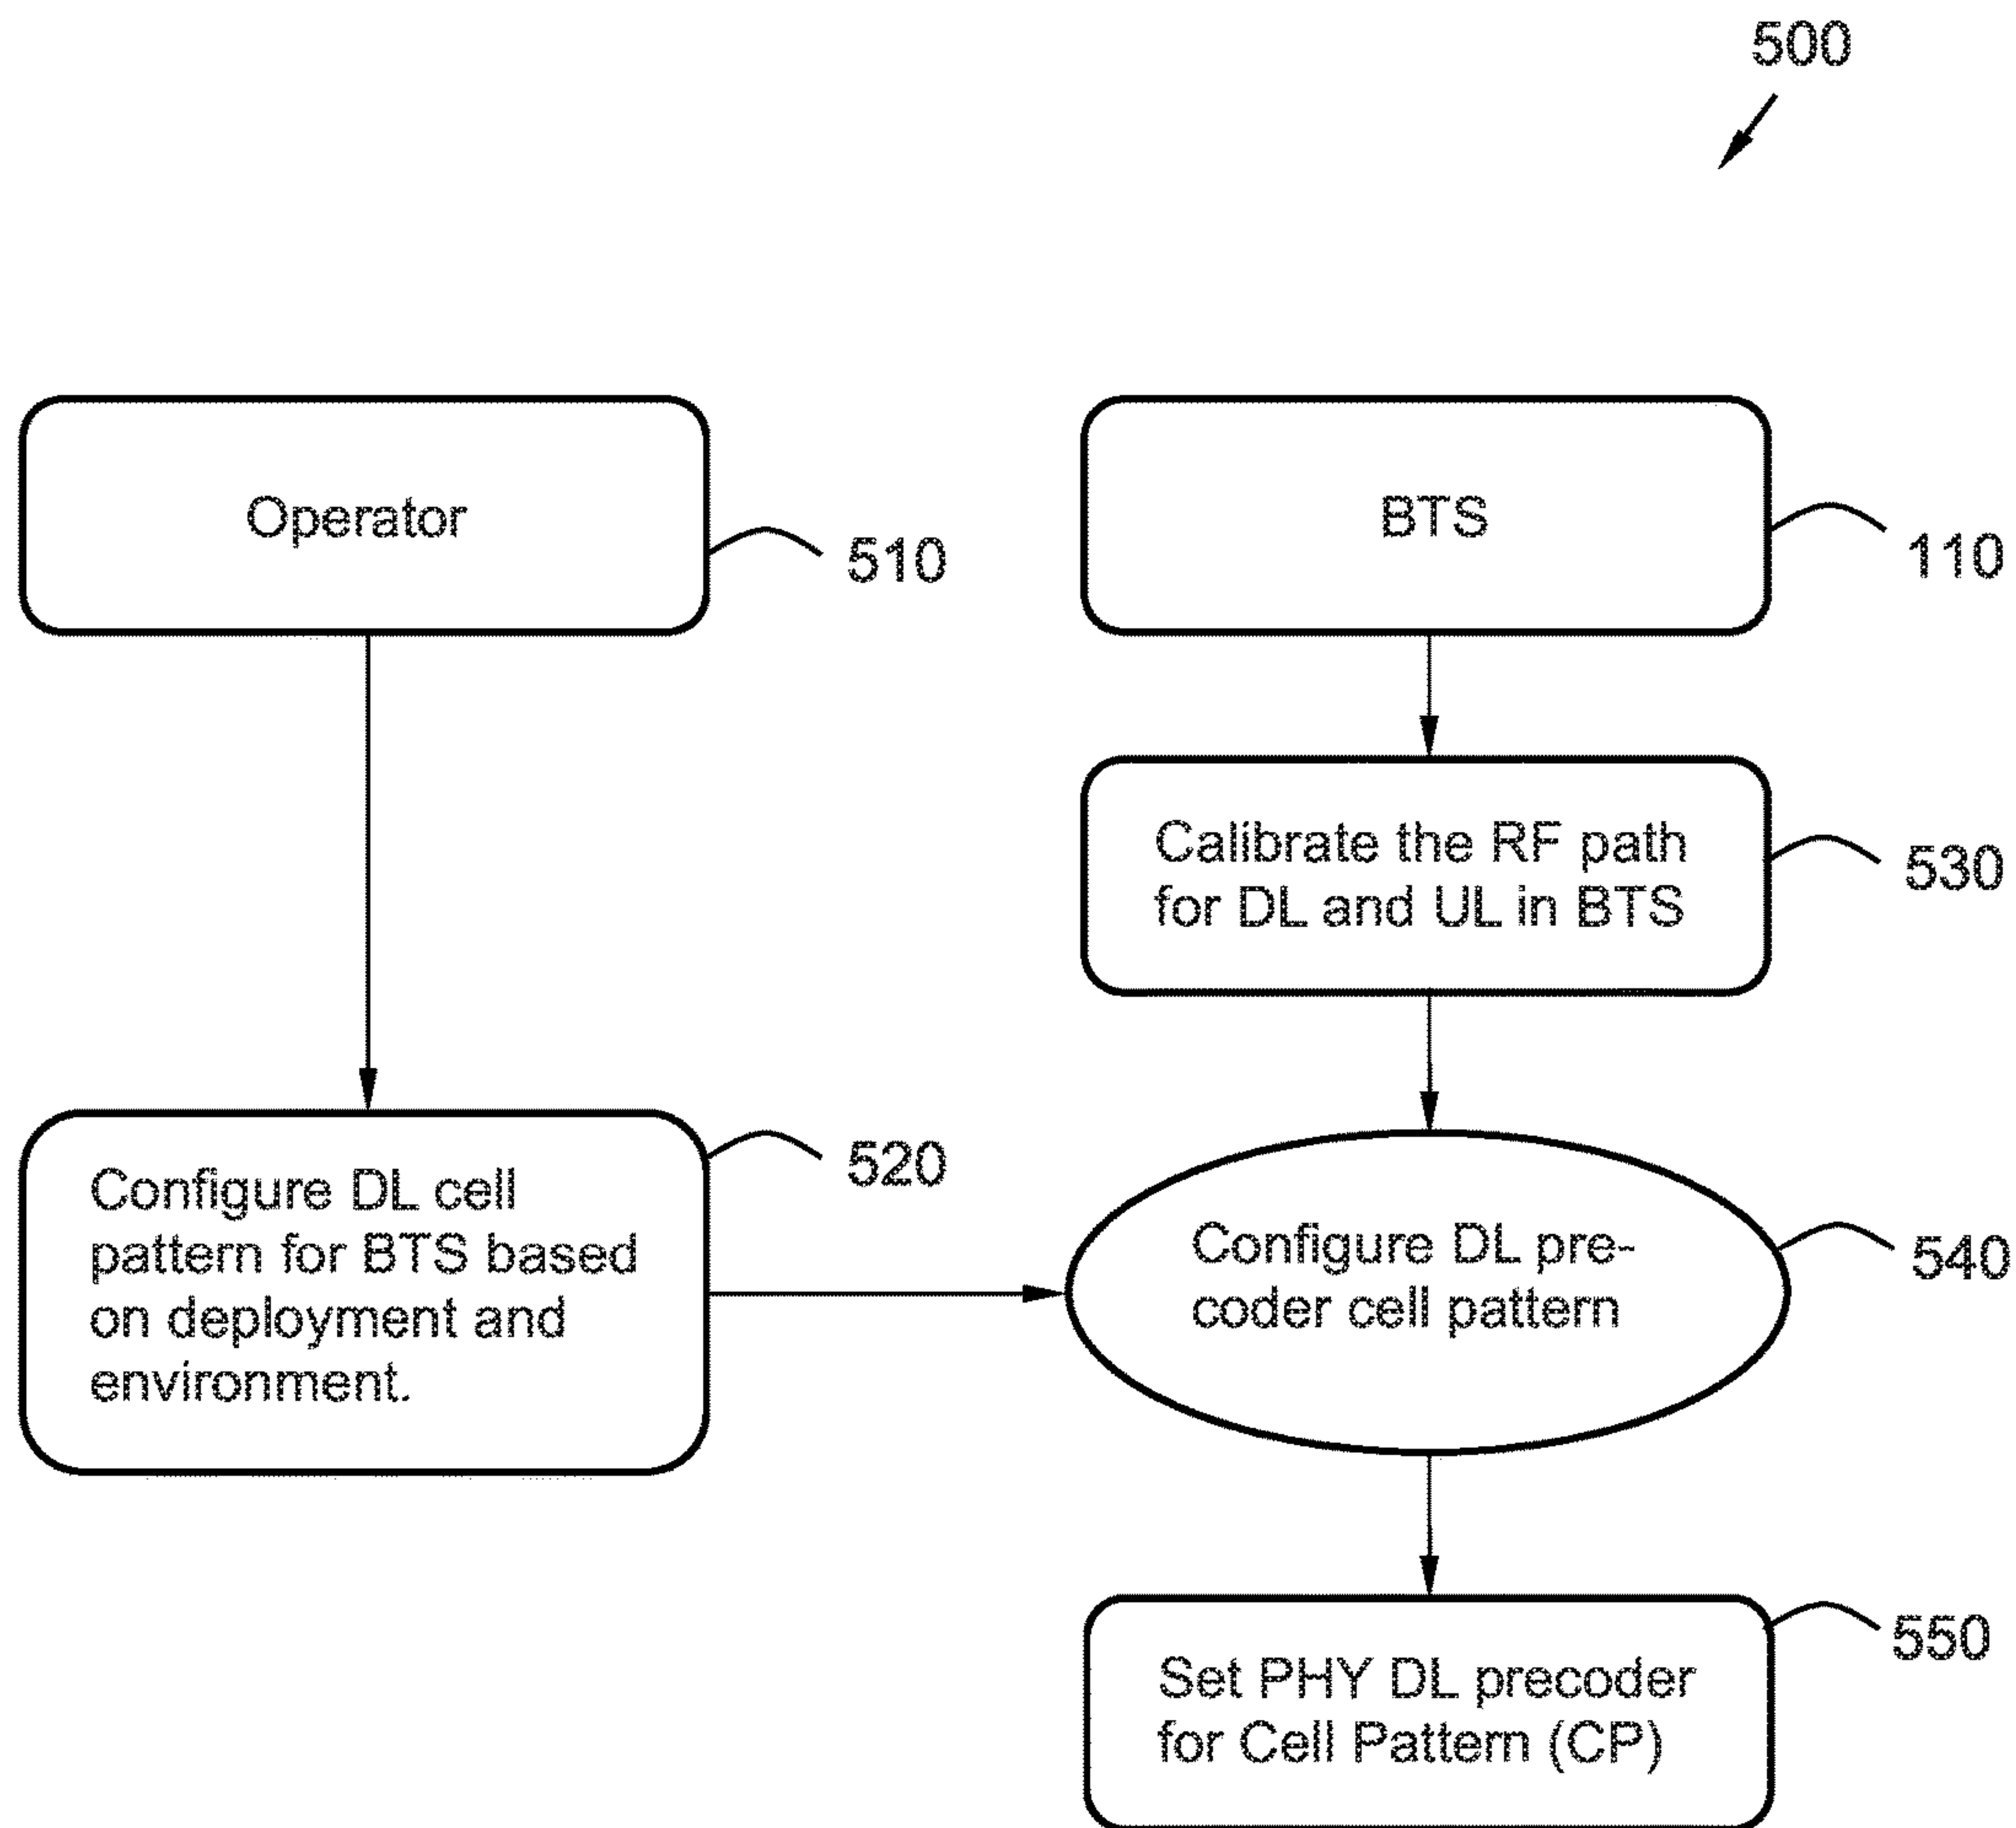 500
Operator
510
BTS
110
Calibrate the RF path
for DL and UL in BTS
530
Configure DL cell
pattern for BTS based
on deployment and
environment.
520
Configure DL pre-
coder cell pattern
540
Set PHY DL precoder
for Cell Pattern (CP)
550